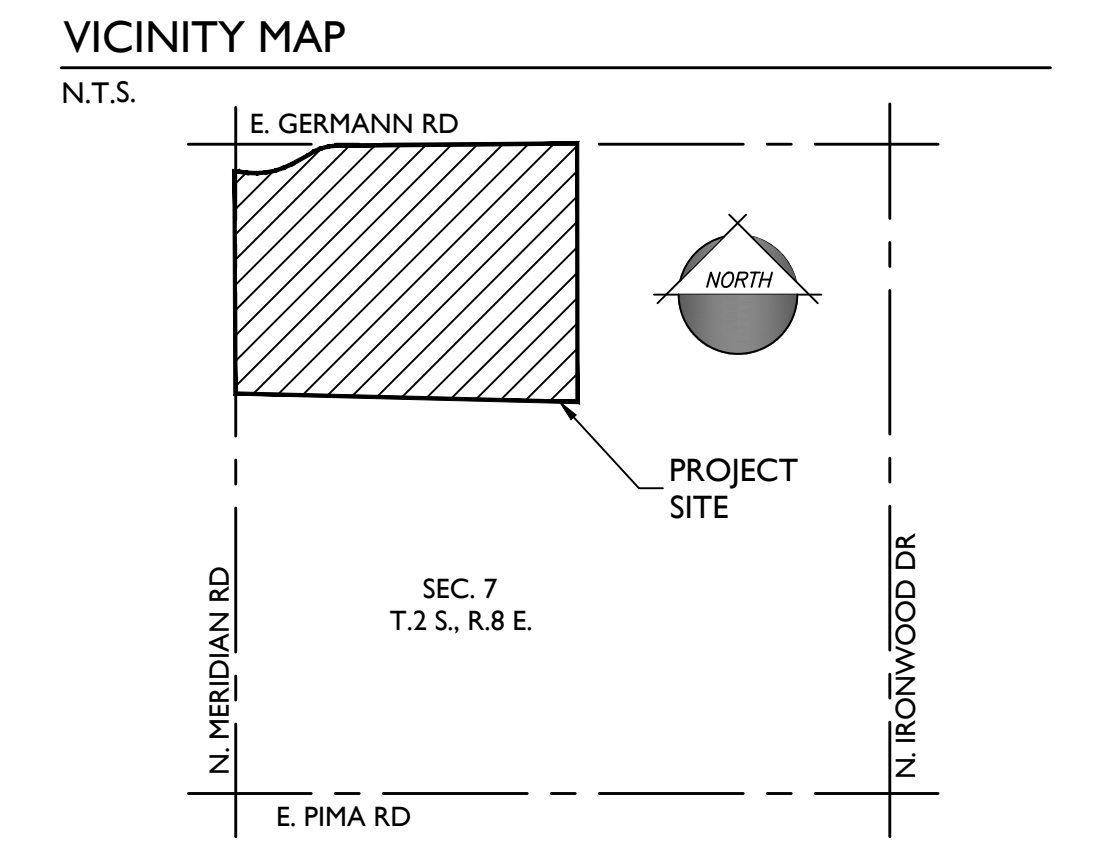 VICINITY MAP
N.T.S.
E. GERMANN RD
NORTH
PROJECT
SITE
SEC. 7
T.2 S., R.8 E.
N. MERIDIAN RD
N. IRONWOOD DR
E. PIMA RD